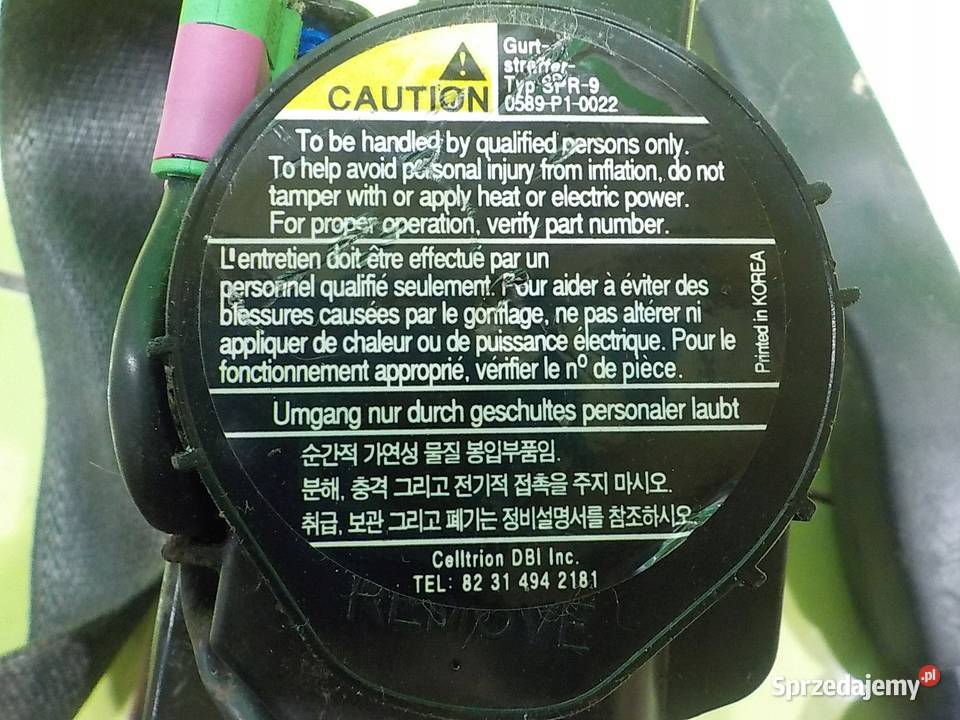 CAUTION
Gurt-
straffer-
Typ SPR-9
0589-P1-0022
To be handled by qualified persons only.
To help avoid personal injury from inflation, do not
tamper with or apply heat or electric power.
For proper operation, verify part number.
L'entretien doit être effectué par un
personnel qualifié seulement. Pour aider à éviter des
blessures causées par le gonflage, ne pas altérer ni
appliquer de chaleur ou de puissance électrique. Pour le
fonctionnement approprié, vérifier le nº de pièce.
Printed in KOREA
Umgang nur durch geschultes personaler laubt
순간적 가연성 물질 봉입부품임.
분해, 충격 그리고 전기적 접촉을 주지 마시오.
취급, 보관 그리고 폐기는 정비설명서를 참조하시오.
Celltrion DBI Inc.
TEL: 82 31 494 2181
REMOVE
Sprzedajemy.pl